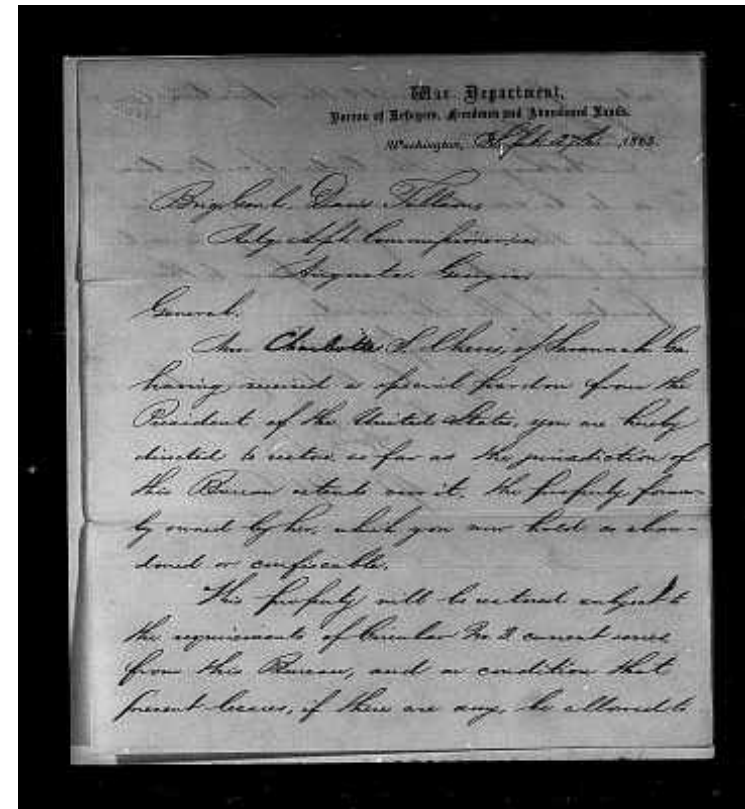 War Department,
Bureau of Refugees, Freedmen and Abandoned Lands.
Washington, Sept. 27th, 1865.
Brig. Genl. Davis Tillson,
Actg. Asst. Commissioner
Augusta Georgia
General.
Mrs. Charlotte S. of Savannah Ga.
having received a special pardon from the
President of the United States, you are hereby
directed to restore so far as the jurisdiction of
this Bureau extends over it, the property former-
ly owned by her, which you now hold as aban-
doned or confiscable.
This property will be restored subject to
the requirements of Circular No. current series
from this Bureau, and on condition that
present lessees, if there are any, be allowed to